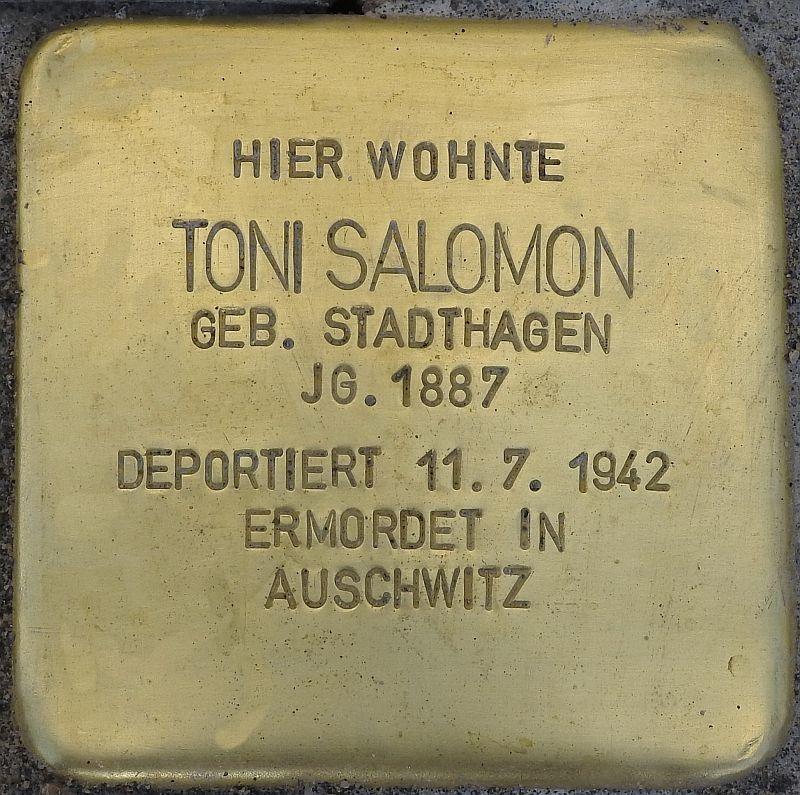 HIER WOHNTE
TONI SALOMON
GEB. STADTHAGEN
JG. 1887
DEPORTIERT 11. 7. 1942
ERMORDET IN
AUSCHWITZ